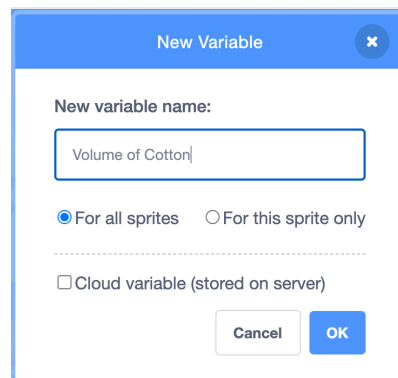 New Variable
New variable name:
Volume of Cotton
For all sprites For this sprite only
Cloud variable (stored on server)
Cancel OK